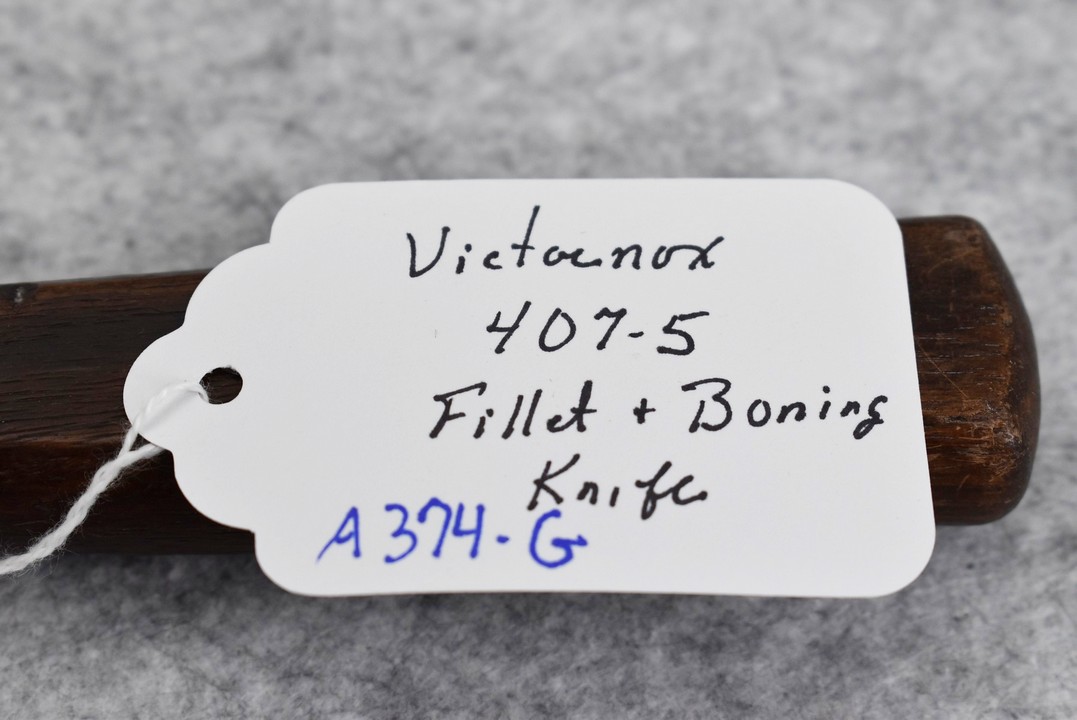 Victorinox
407-5
Fillet + Boning
Knife
A374-G